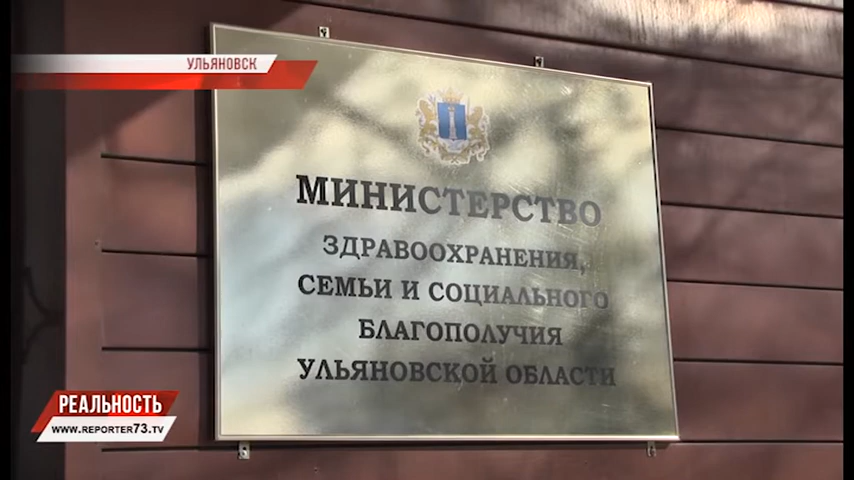 УЛЬЯНОВСК
МИНИСТЕРСТВО
ЗДРАВООХРАНЕНИЯ,
СЕМЬИ И СОЦИАЛЬНОГО
БЛАГОПОЛУЧИЯ
УЛЬЯНОВСКОЙ ОБЛАСТИ
РЕАЛЬНОСТЬ
WWW.REPORTER73.TV